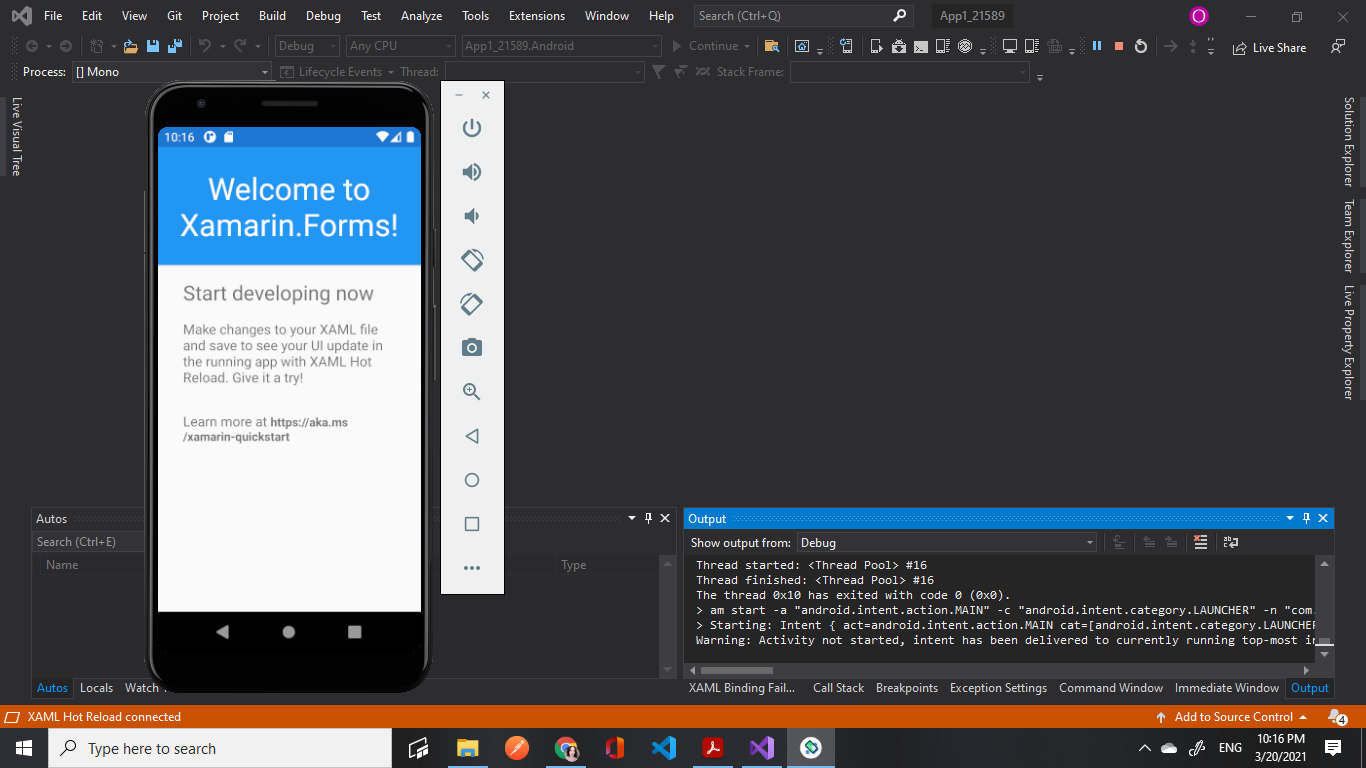 File Edit View Git Project Build Debug Test Analyze Tools Extensions Window Help Search (Ctrl+Q) App1_21589 O
Debug Any CPU App1_21589.Android Continue Live Share
Process: [] Mono Lifecycle Events Thread: Stack Frame:
Live Visual Tree
10:16
Welcome to
Xamarin.Forms!
Start developing now
Make changes to your XAML file
and save to see your UI update in
the running app with XAML Hot
Reload. Give it a try!
Learn more at https://aka.ms
/xamarin-quickstart
Solution Explorer
Team Explorer
Live Property Explorer
Autos
Search (Ctrl+E)
Name Type
Autos Locals Watch
Output
Show output from: Debug
Thread started: <Thread Pool> #16
Thread finished: <Thread Pool> #16
The thread 0x10 has exited with code 0 (0x0).
> am start -a "android.intent.action.MAIN" -c "android.intent.category.LAUNCHER" -n "com.
> Starting: Intent { act=android.intent.action.MAIN cat=[android.intent.category.LAUNCHER
Warning: Activity not started, intent has been delivered to currently running top-most in
XAML Binding Fail... Call Stack Breakpoints Exception Settings Command Window Immediate Window Output
XAML Hot Reload connected Add to Source Control 4
Type here to search ENG 10:16 PM
3/20/2021